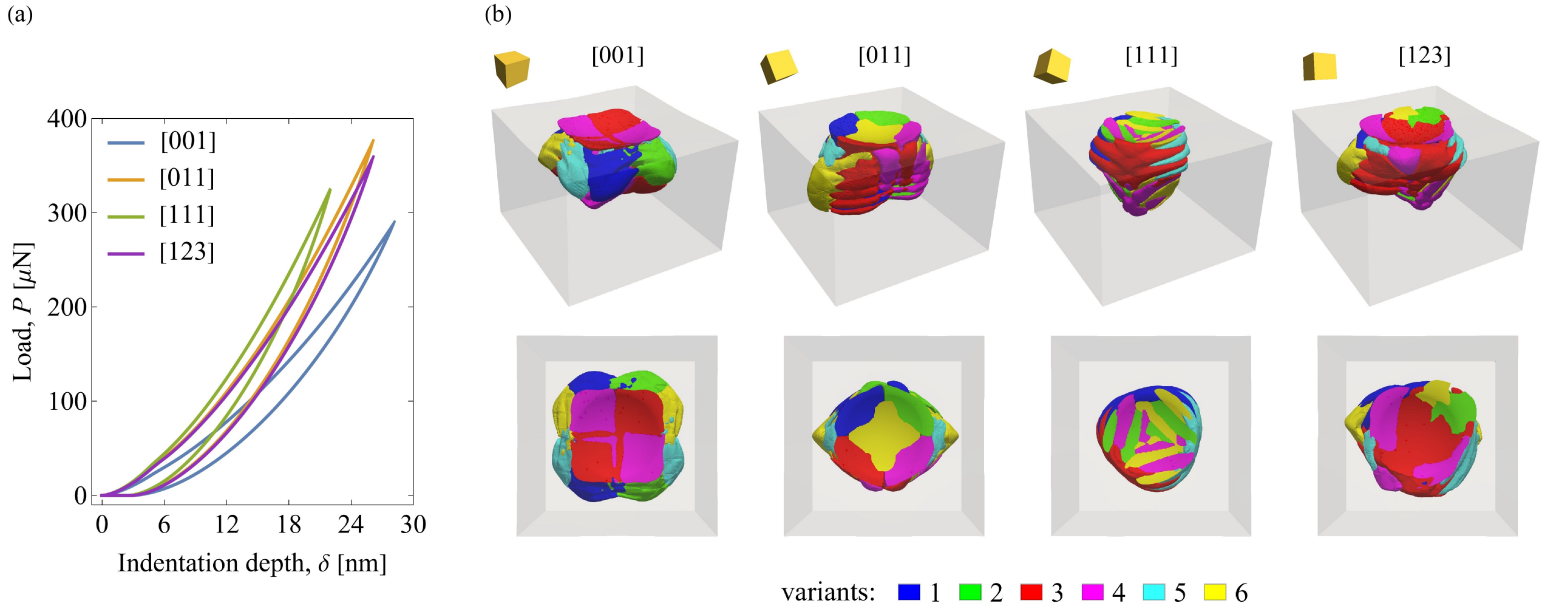 (a)
400
300
200
100
0
0 6 12 18 24 30
Load, P [μN]
Indentation depth, δ [nm]
[001]
[011]
[111]
[123]
(b)
[001] [011] [111] [123]
variants: 1 2 3 4 5 6